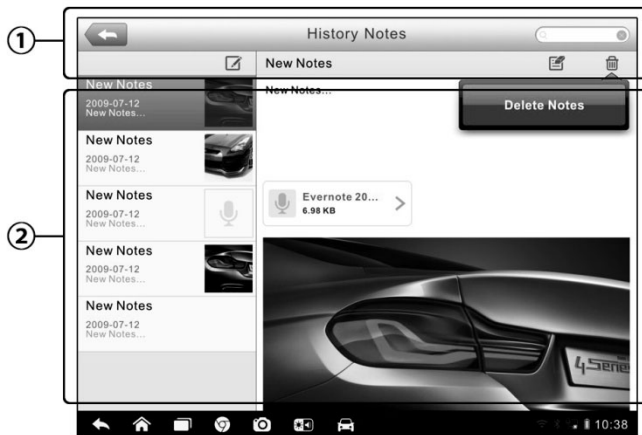 1
History Notes
New Notes
New Notes
2009-07-12
New Notes...
New Notes
2009-07-12
New Notes...
New Notes
2009-07-12
New Notes...
New Notes
2009-07-12
New Notes...
New Notes
2009-07-12
New Notes...
New Notes...
Delete Notes
Evernote 20...
6.98 KB
2
10:38